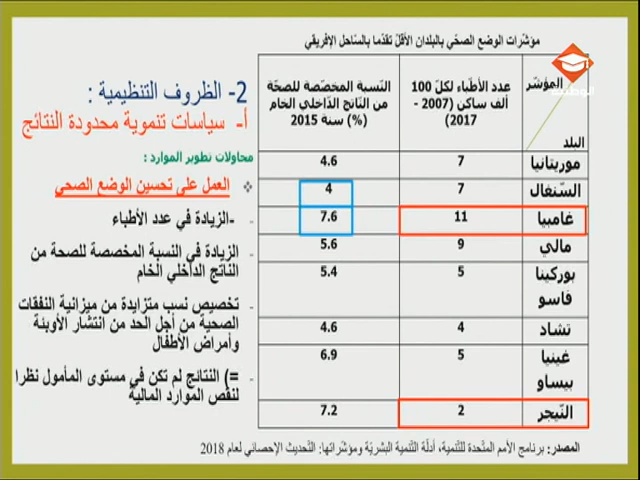 مؤشّرات الوضع الصحّي بالبلدان الأقلّ تقدّما بالسّاحل الإفريقي
2- الظروف التنظيمية :
أ- سياسات تنموية محدودة النتائج
محاولات تطوير الموارد :
❖ العمل على تحسين الوضع الصحي
- -الزيادة في عدد الأطباء
- الزيادة في النسبة المخصصة للصحة من
الناتج الداخلي الخام
- تخصيص نسب متزايدة من ميزانية النفقات
الصحية من أجل الحد من انتشار الأوبئة
وأمراض الأطفال
- =) النتائج لم تكن في مستوى المأمول نظرا
لنقص الموارد المالية
المؤشر
البلد
عدد الأطبّاء لكلّ 100
ألف ساكن (2007 -
2017)
النّسبة المخصّصة للصحّة
من النّاتج الدّاخلي الخام
(%) سنة 2015
موريتانيا 7 4.6
السّنغال 7 4
غامبيا 11 7.6
مالي 9 5.6
بوركينا
فاسو 5 5.4
تشاد 4 4.6
غينيا
بيساو 5 6.9
النّيجر 2 7.2
المصدر: برنامج الأمم المتّحدة للتّنمية، أدلّة التّنمية البشريّة ومؤشّراتها: التّحديث الإحصائي لعام 2018
الوطنية